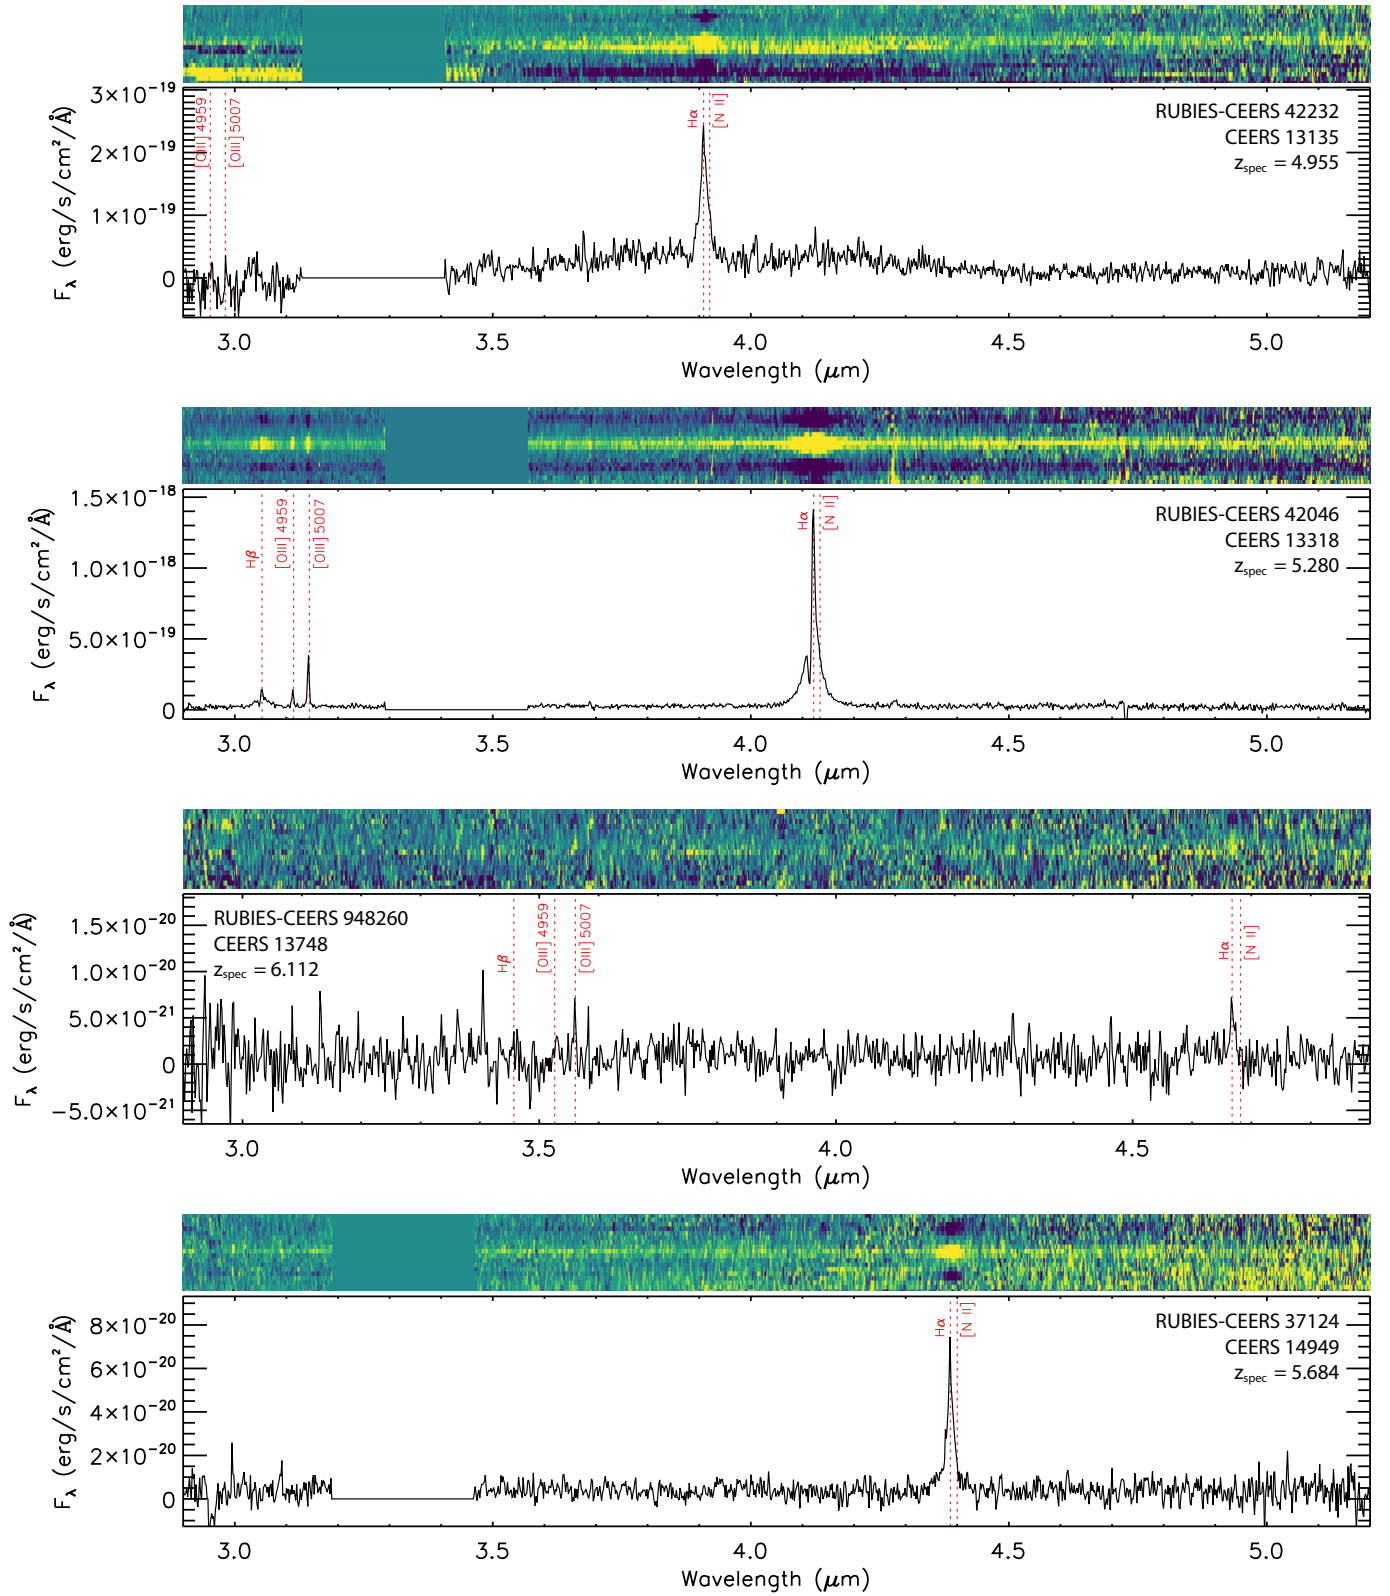 3×10⁻¹⁹
2×10⁻¹⁹
1×10⁻¹⁹
0
F_λ (erg/s/cm²/Å)
[OIII] 4959
[OIII] 5007
Hα
[N II]
RUBIES-CEERS 42232
CEERS 13135
z_spec = 4.955
3.0 3.5 4.0 4.5 5.0
Wavelength (μm)
1.5×10⁻¹⁸
1.0×10⁻¹⁸
5.0×10⁻¹⁹
0
F_λ (erg/s/cm²/Å)
Hβ
[OIII] 4959
[OIII] 5007
Hα
[N II]
RUBIES-CEERS 42046
CEERS 13318
z_spec = 5.280
3.0 3.5 4.0 4.5 5.0
Wavelength (μm)
1.5×10⁻²⁰
1.0×10⁻²⁰
5.0×10⁻²¹
0
−5.0×10⁻²¹
F_λ (erg/s/cm²/Å)
RUBIES-CEERS 948260
CEERS 13748
z_spec = 6.112
Hβ
[OIII] 4959
[OIII] 5007
Hα
[N II]
3.0 3.5 4.0 4.5
Wavelength (μm)
8×10⁻²⁰
6×10⁻²⁰
4×10⁻²⁰
2×10⁻²⁰
0
F_λ (erg/s/cm²/Å)
Hα
[N II]
RUBIES-CEERS 37124
CEERS 14949
z_spec = 5.684
3.0 3.5 4.0 4.5 5.0
Wavelength (μm)